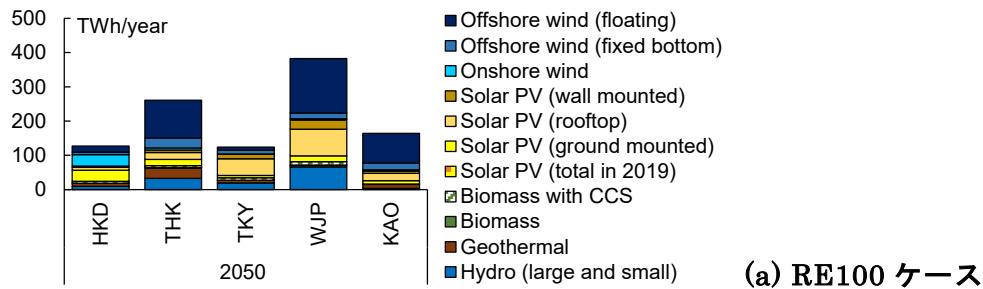 500
400
300
200
100
0
TWh/year
HKD
THK
TKY
WJP
KAO
2050
Offshore wind (floating)
Offshore wind (fixed bottom)
Onshore wind
Solar PV (wall mounted)
Solar PV (rooftop)
Solar PV (ground mounted)
Solar PV (total in 2019)
Biomass with CCS
Biomass
Geothermal
Hydro (large and small)
(a) RE100 ケース